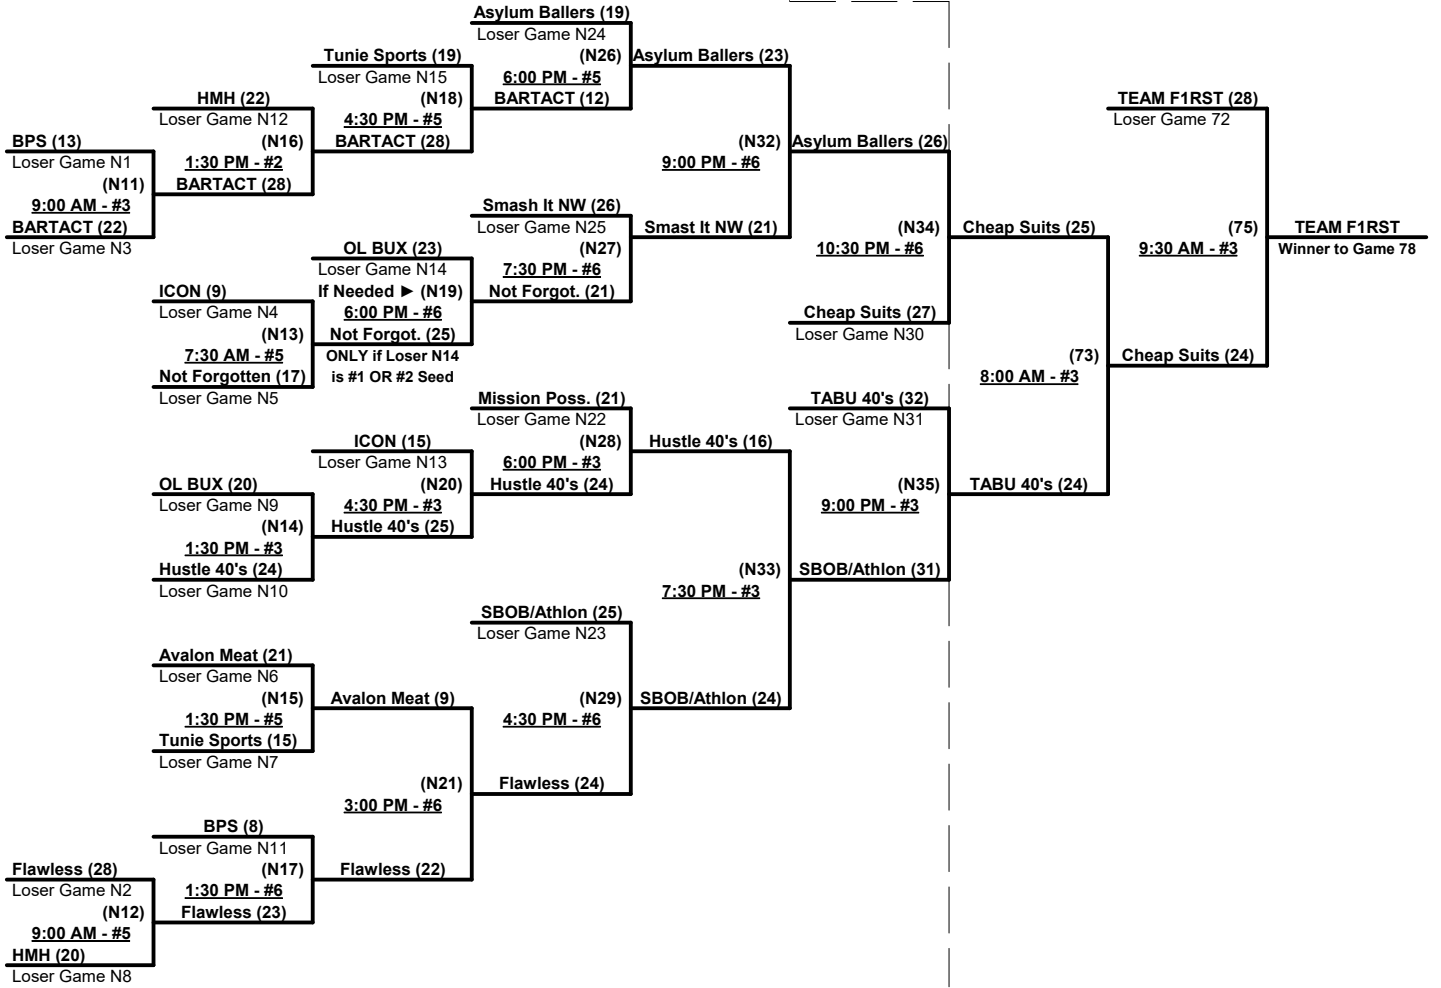 Asylum Ballers (19)
Loser Game N24
(N26)
6:00 PM - #5
Tunie Sports (19)
Loser Game N15
(N18)
4:30 PM - #5
Asylum Ballers (23)
BARTACT (12)
HMH (22)
Loser Game N12
(N16)
1:30 PM - #2
BARTACT (28)
TEAM F1RST (28)
Loser Game 72
BPS (13)
Loser Game N1
(N11)
9:00 AM - #3
BARTACT (28)
(N32)
9:00 PM - #6
Asylum Ballers (26)
BARTACT (22)
Loser Game N3
Smash It NW (26)
Loser Game N25
(N27)
7:30 PM - #6
Smast It NW (21)
(N34)
10:30 PM - #6
Cheap Suits (25)
(75)
9:30 AM - #3
TEAM F1RST
Winner to Game 78
OL BUX (23)
Loser Game N14
If Needed ► (N19)
6:00 PM - #6
Not Forgot. (21)
ICON (9)
Loser Game N4
(N13)
7:30 AM - #5
Not Forgot. (25)
ONLY if Loser N14
is #1 OR #2 Seed
Cheap Suits (27)
Loser Game N30
Not Forgotten (17)
Loser Game N5
(73)
8:00 AM - #3
Cheap Suits (24)
Mission Poss. (21)
Loser Game N22
(N28)
6:00 PM - #3
TABU 40's (32)
Loser Game N31
ICON (15)
Loser Game N13
(N20)
4:30 PM - #3
Hustle 40's (16)
Hustle 40's (24)
OL BUX (20)
Loser Game N9
(N14)
1:30 PM - #3
Hustle 40's (25)
(N35)
9:00 PM - #3
TABU 40's (24)
Hustle 40's (24)
Loser Game N10
(N33)
7:30 PM - #3
SBOB/Athlon (31)
SBOB/Athlon (25)
Loser Game N23
Avalon Meat (21)
Loser Game N6
(N15)
1:30 PM - #5
Avalon Meat (9)
(N29)
4:30 PM - #6
SBOB/Athlon (24)
Tunie Sports (15)
Loser Game N7
(N21)
3:00 PM - #6
Flawless (24)
BPS (8)
Loser Game N11
(N17)
1:30 PM - #6
Flawless (22)
Flawless (28)
Loser Game N2
(N12)
9:00 AM - #5
Flawless (23)
HMH (20)
Loser Game N8